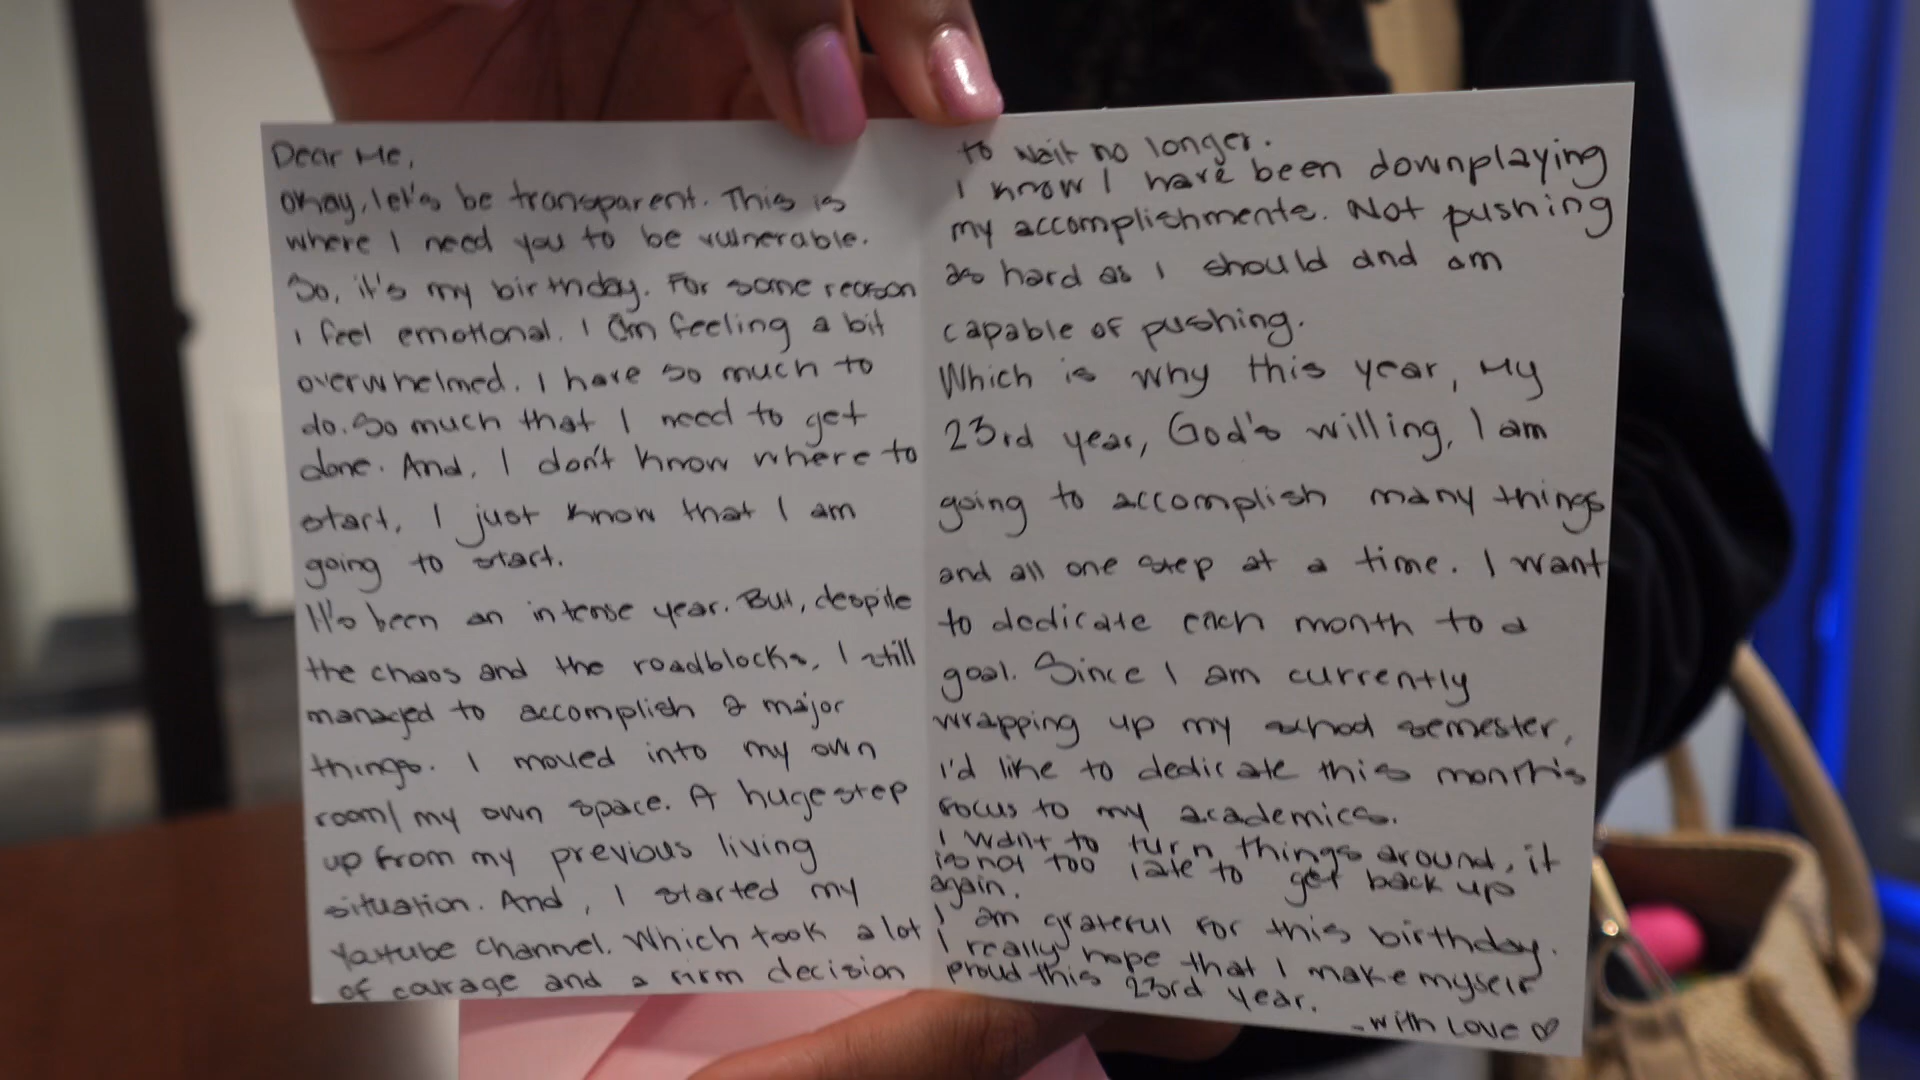 Dear Me,
Okay, let's be transparent. This is
where I need you to be vulnerable.
So, it's my birthday. For some reason
I feel emotional. I am feeling a bit
overwhelmed. I have so much to
do. So much that I need to get
done. And, I don't know where to
start, I just know that I am
going to start.
It's been an intense year. But, despite
the chaos and the roadblocks, I still
managed to accomplish 2 major
things. I moved into my own
room/ my own space. A huge step
up from my previous living
situation. And, I started my
Youtube channel. Which took a lot
of courage and a firm decision
to wait no longer.
I know I have been downplaying
my accomplishments. Not pushing
as hard as I should and am
capable of pushing.
Which is why this year, My
23rd year, God's willing, I am
going to accomplish many things
and all one step at a time. I want
to dedicate each month to a
goal. Since I am currently
wrapping up my school semester,
I'd like to dedicate this month's
focus to my academics.
I want to turn things around, it
is not too late to get back up
again.
I am grateful for this birthday.
I really hope that I make myself
proud this 23rd year.
-with Love ♡